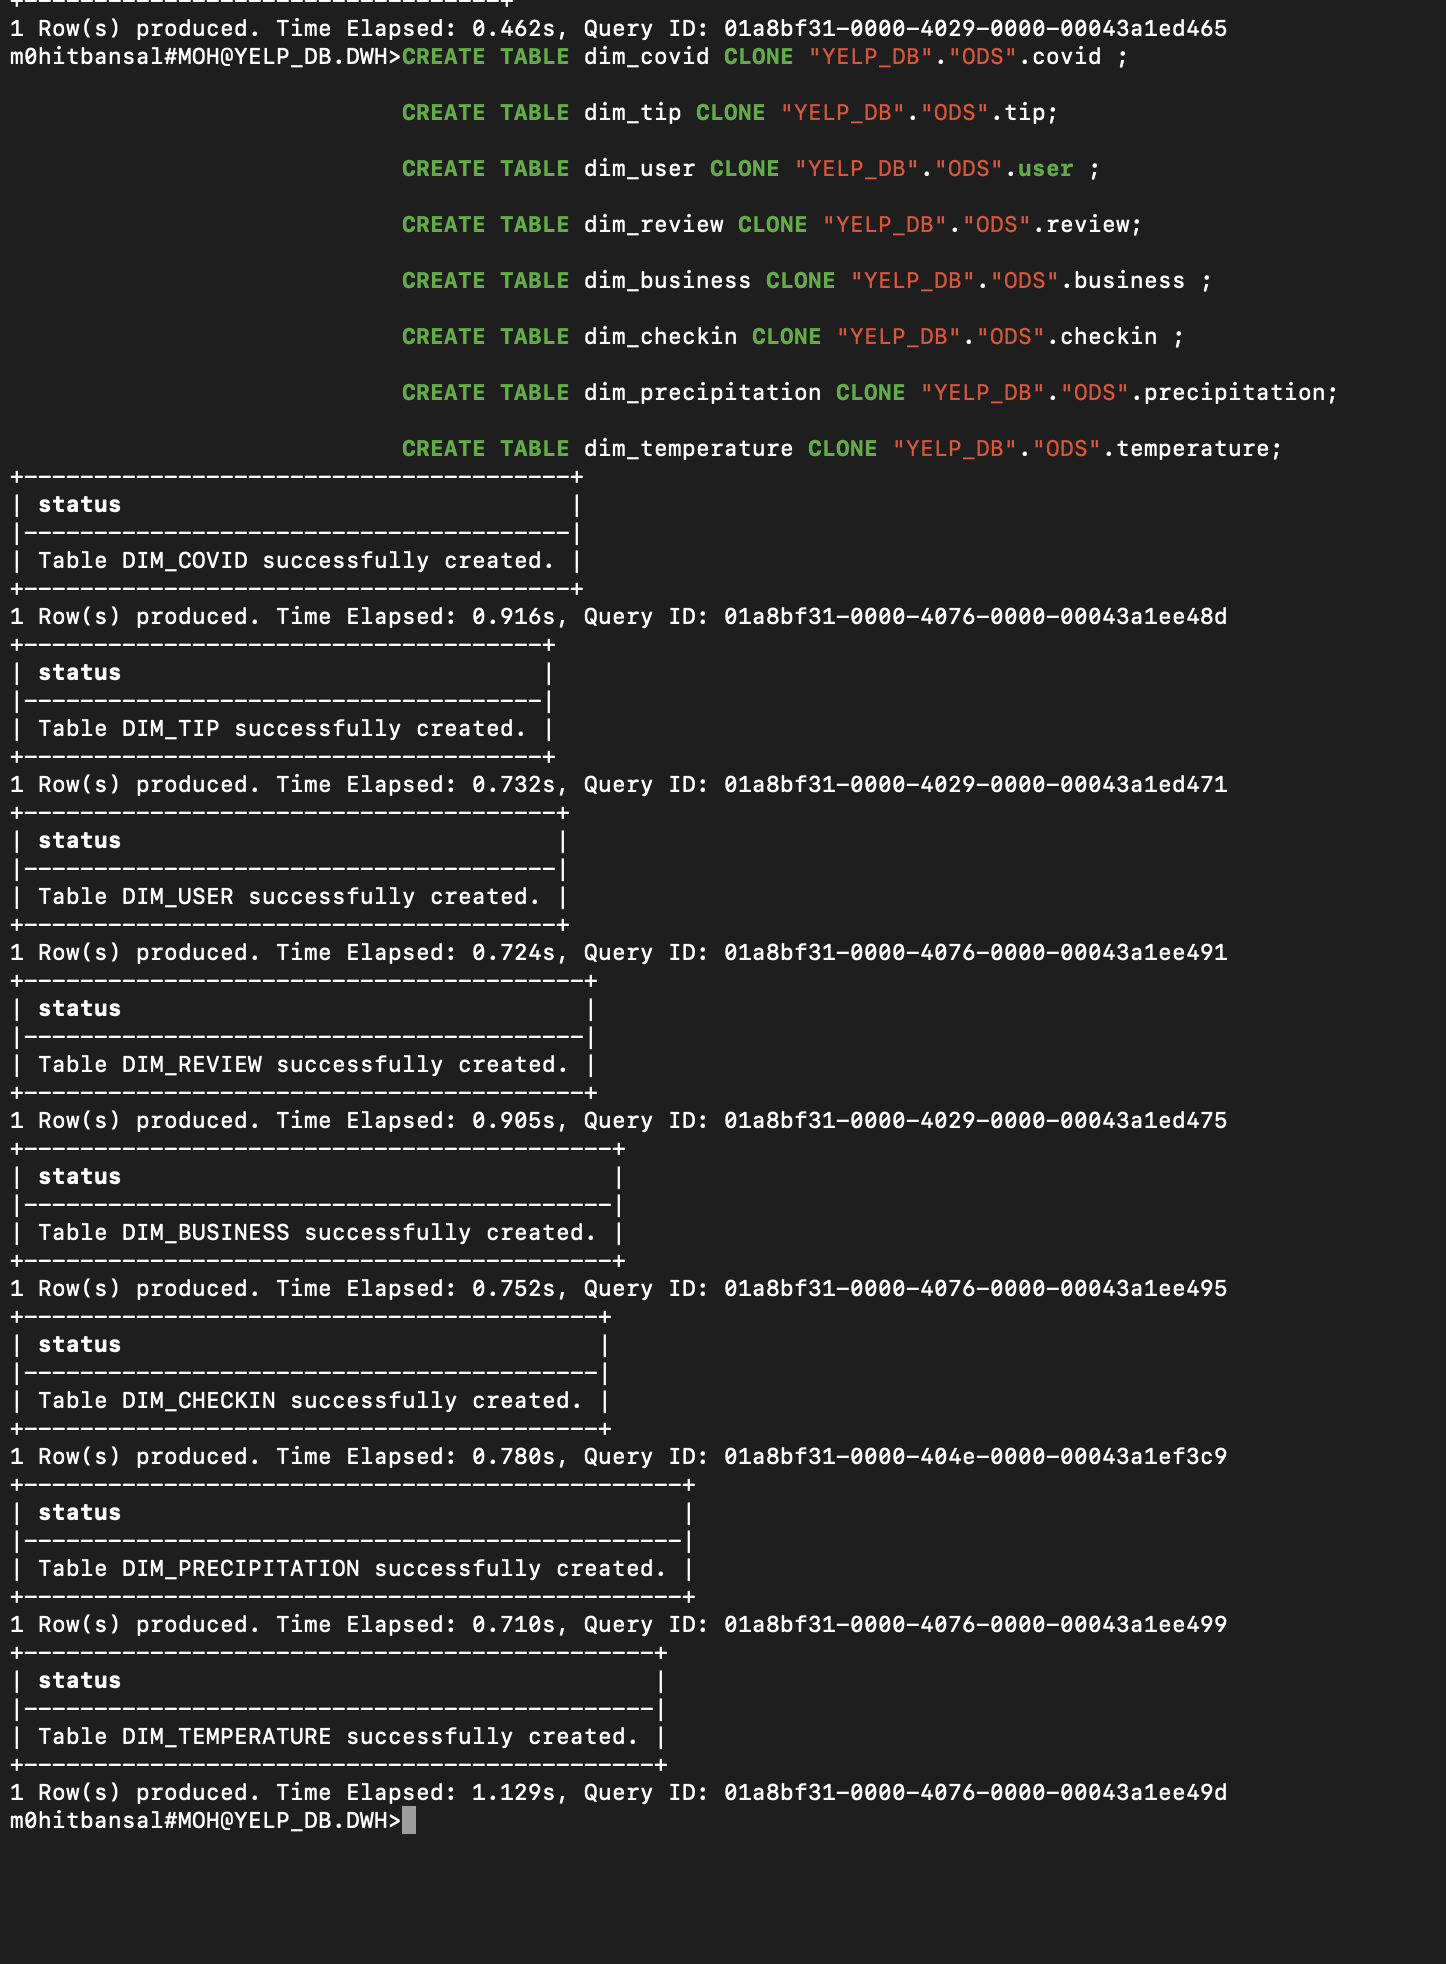 +----------------------------------+
1 Row(s) produced. Time Elapsed: 0.462s, Query ID: 01a8bf31-0000-4029-0000-00043a1ed465
m0hitbansal#MOH@YELP_DB.DWH>CREATE TABLE dim_covid CLONE "YELP_DB"."ODS".covid ;
CREATE TABLE dim_tip CLONE "YELP_DB"."ODS".tip;
CREATE TABLE dim_user CLONE "YELP_DB"."ODS".user ;
CREATE TABLE dim_review CLONE "YELP_DB"."ODS".review;
CREATE TABLE dim_business CLONE "YELP_DB"."ODS".business ;
CREATE TABLE dim_checkin CLONE "YELP_DB"."ODS".checkin ;
CREATE TABLE dim_precipitation CLONE "YELP_DB"."ODS".precipitation;
CREATE TABLE dim_temperature CLONE "YELP_DB"."ODS".temperature;
+---------------------------------------+
| status                                |
|---------------------------------------|
| Table DIM_COVID successfully created. |
+---------------------------------------+
1 Row(s) produced. Time Elapsed: 0.916s, Query ID: 01a8bf31-0000-4076-0000-00043a1ee48d
+-------------------------------------+
| status                              |
|-------------------------------------|
| Table DIM_TIP successfully created. |
+-------------------------------------+
1 Row(s) produced. Time Elapsed: 0.732s, Query ID: 01a8bf31-0000-4029-0000-00043a1ed471
+--------------------------------------+
| status                               |
|--------------------------------------|
| Table DIM_USER successfully created. |
+--------------------------------------+
1 Row(s) produced. Time Elapsed: 0.724s, Query ID: 01a8bf31-0000-4076-0000-00043a1ee491
+----------------------------------------+
| status                                 |
|----------------------------------------|
| Table DIM_REVIEW successfully created. |
+----------------------------------------+
1 Row(s) produced. Time Elapsed: 0.905s, Query ID: 01a8bf31-0000-4029-0000-00043a1ed475
+------------------------------------------+
| status                                   |
|------------------------------------------|
| Table DIM_BUSINESS successfully created. |
+------------------------------------------+
1 Row(s) produced. Time Elapsed: 0.752s, Query ID: 01a8bf31-0000-4076-0000-00043a1ee495
+-----------------------------------------+
| status                                  |
|-----------------------------------------|
| Table DIM_CHECKIN successfully created. |
+-----------------------------------------+
1 Row(s) produced. Time Elapsed: 0.780s, Query ID: 01a8bf31-0000-404e-0000-00043a1ef3c9
+-----------------------------------------------+
| status                                        |
|-----------------------------------------------|
| Table DIM_PRECIPITATION successfully created. |
+-----------------------------------------------+
1 Row(s) produced. Time Elapsed: 0.710s, Query ID: 01a8bf31-0000-4076-0000-00043a1ee499
+---------------------------------------------+
| status                                      |
|---------------------------------------------|
| Table DIM_TEMPERATURE successfully created. |
+---------------------------------------------+
1 Row(s) produced. Time Elapsed: 1.129s, Query ID: 01a8bf31-0000-4076-0000-00043a1ee49d
m0hitbansal#MOH@YELP_DB.DWH>